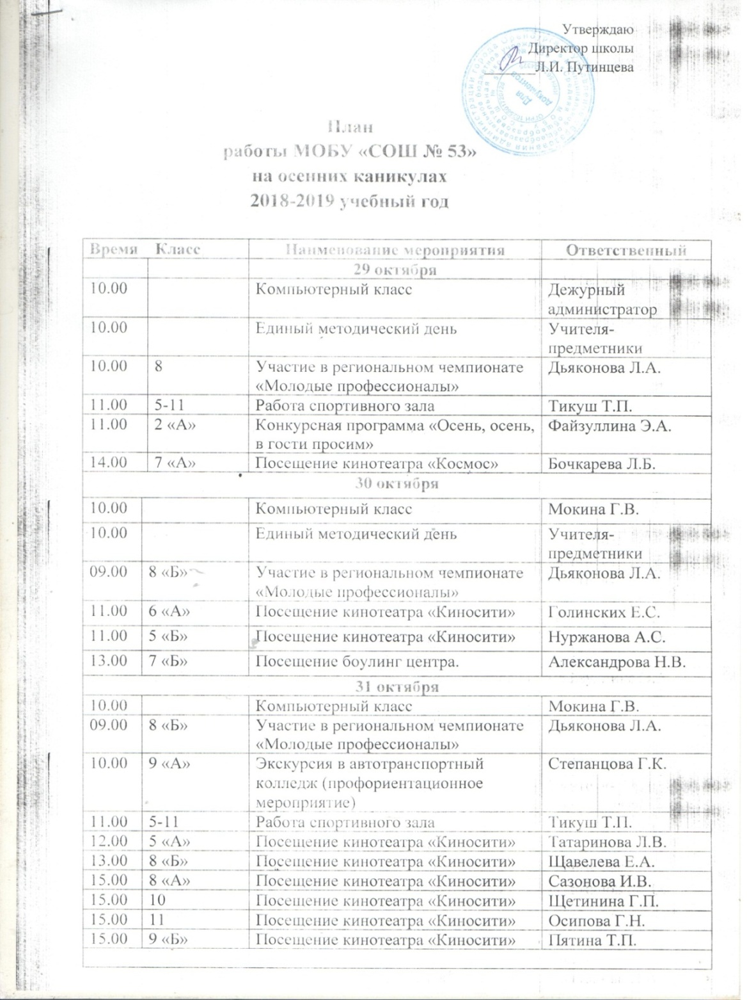 Утверждаю
Директор школы
Л.И. Путинцева
Для
документов
План
работы МОБУ «СОШ № 53»
на осенних каникулах
2018-2019 учебный год
Время Класс Наименование мероприятия Ответственный
29 октября
10.00 Компьютерный класс Дежурный
администратор
10.00 Единый методический день Учителя-
предметники
10.00 8 Участие в региональном чемпионате Дьяконова Л.А.
«Молодые профессионалы»
11.00 5-11 Работа спортивного зала Тикуш Т.П.
11.00 2 «А» Конкурсная программа «Осень, осень, Файзуллина Э.А.
в гости просим»
14.00 7 «А» Посещение кинотеатра «Космос» Бочкарева Л.Б.
30 октября
10.00 Компьютерный класс Мокина Г.В.
10.00 Единый методический день Учителя-
предметники
09.00 8 «Б» Участие в региональном чемпионате Дьяконова Л.А.
«Молодые профессионалы»
11.00 6 «А» Посещение кинотеатра «Киносити» Голинских Е.С.
11.00 5 «Б» Посещение кинотеатра «Киносити» Нуржанова А.С.
13.00 7 «Б» Посещение боулинг центра. Александрова Н.В.
31 октября
10.00 Компьютерный класс Мокина Г.В.
09.00 8 «Б» Участие в региональном чемпионате Дьяконова Л.А.
«Молодые профессионалы»
10.00 9 «А» Экскурсия в автотранспортный Степанцова Г.К.
колледж (профориентационное
мероприятие)
11.00 5-11 Работа спортивного зала Тикуш Т.П.
12.00 5 «А» Посещение кинотеатра «Киносити» Татаринова Л.В.
13.00 8 «Б» Посещение кинотеатра «Киносити» Щавелева Е.А.
15.00 8 «А» Посещение кинотеатра «Киносити» Сазонова И.В.
15.00 10 Посещение кинотеатра «Киносити» Щетинина Г.П.
15.00 11 Посещение кинотеатра «Киносити» Осипова Г.Н.
15.00 9 «Б» Посещение кинотеатра «Киносити» Пятина Т.П.